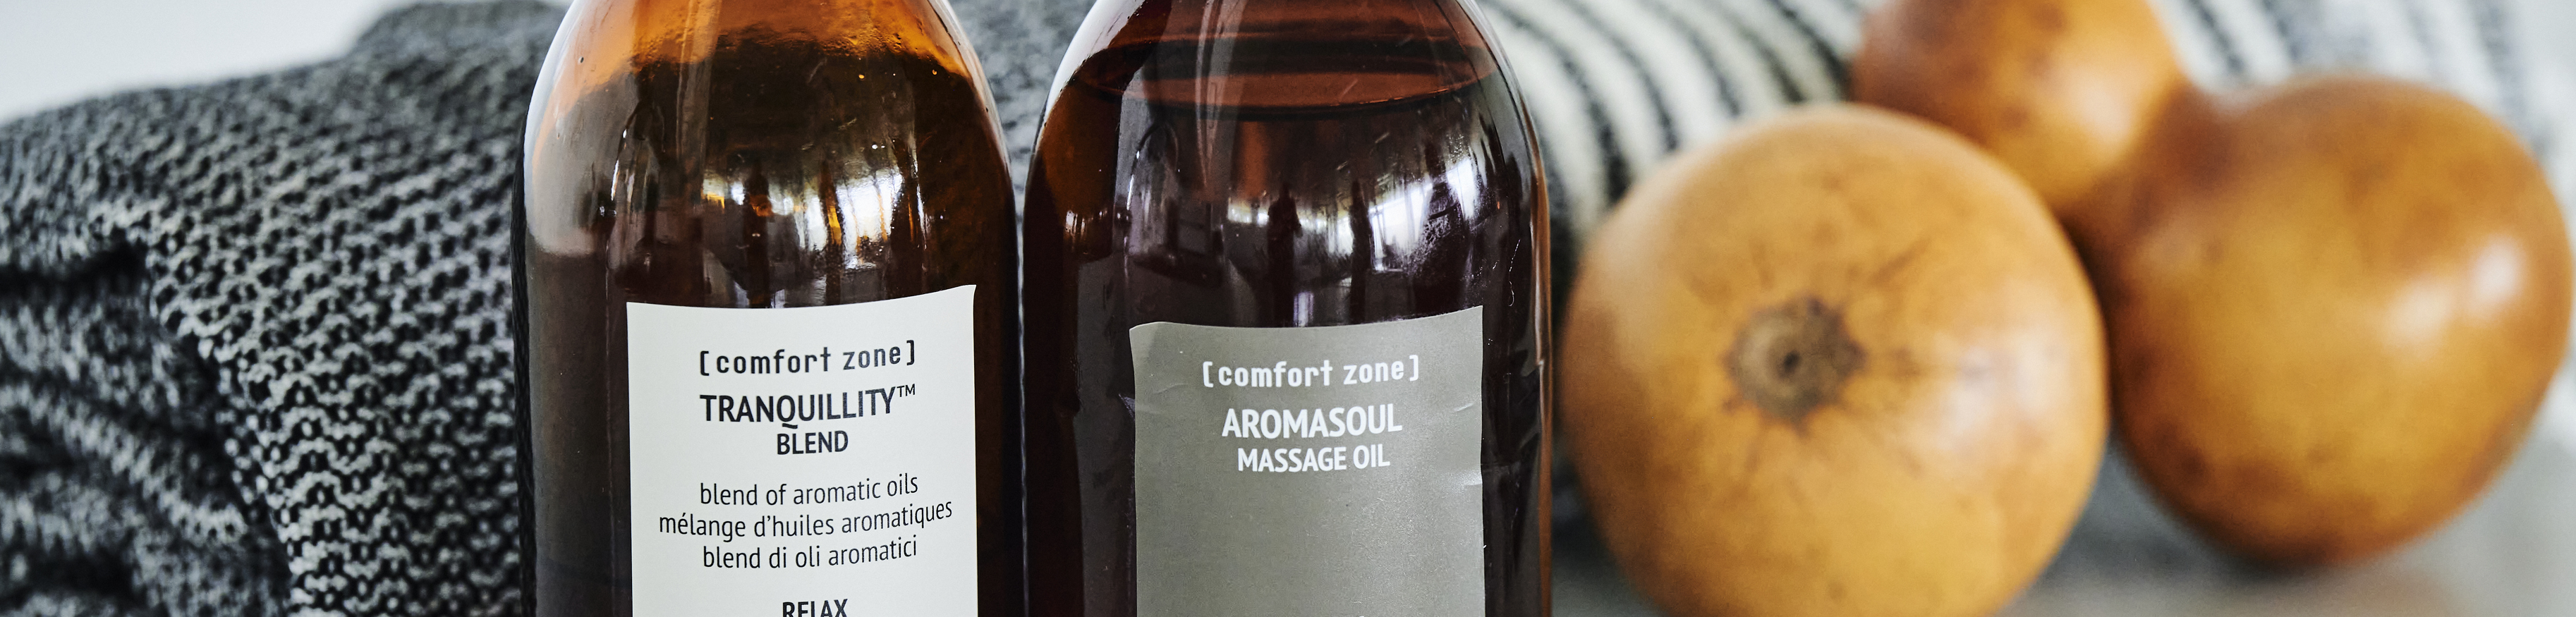 [comfort zone]
TRANQUILLITY™
BLEND
blend of aromatic oils
mélange d'huiles aromatiques
blend di oli aromatici
RELAX
[comfort zone]
AROMASOUL
MASSAGE OIL